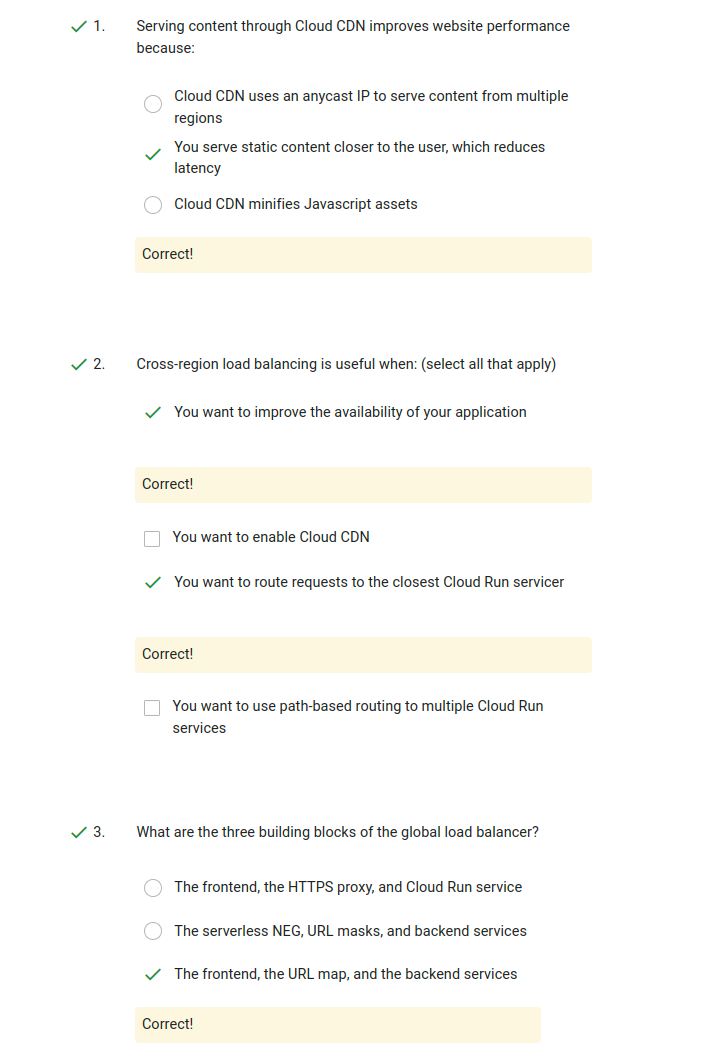 1. Serving content through Cloud CDN improves website performance
because:
Cloud CDN uses an anycast IP to serve content from multiple
regions
You serve static content closer to the user, which reduces
latency
Cloud CDN minifies Javascript assets
Correct!
2. Cross-region load balancing is useful when: (select all that apply)
You want to improve the availability of your application
Correct!
You want to enable Cloud CDN
You want to route requests to the closest Cloud Run servicer
Correct!
You want to use path-based routing to multiple Cloud Run
services
3. What are the three building blocks of the global load balancer?
The frontend, the HTTPS proxy, and Cloud Run service
The serverless NEG, URL masks, and backend services
The frontend, the URL map, and the backend services
Correct!